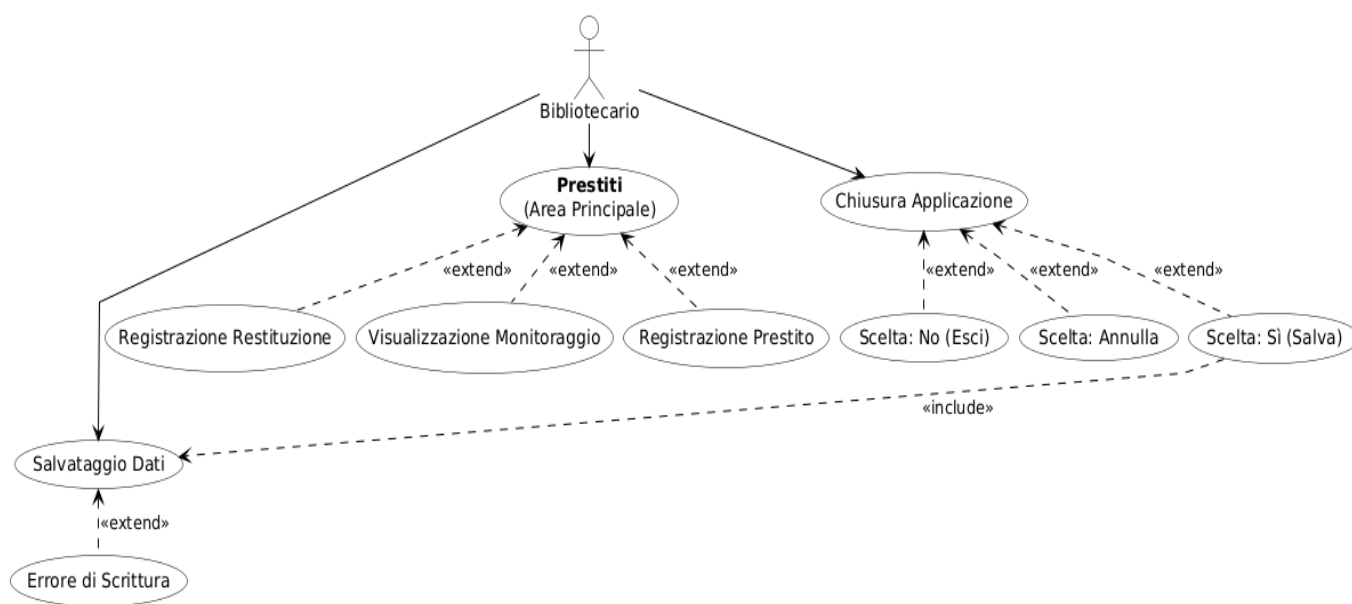 Bibliotecario
Prestiti
(Area Principale)
Chiusura Applicazione
«extend»
«extend»
«extend»
«extend»
«extend»
«extend»
Registrazione Restituzione
Visualizzazione Monitoraggio
Registrazione Prestito
Scelta: No (Esci)
Scelta: Annulla
Scelta: Sì (Salva)
«include»
Salvataggio Dati
«extend»
Errore di Scrittura